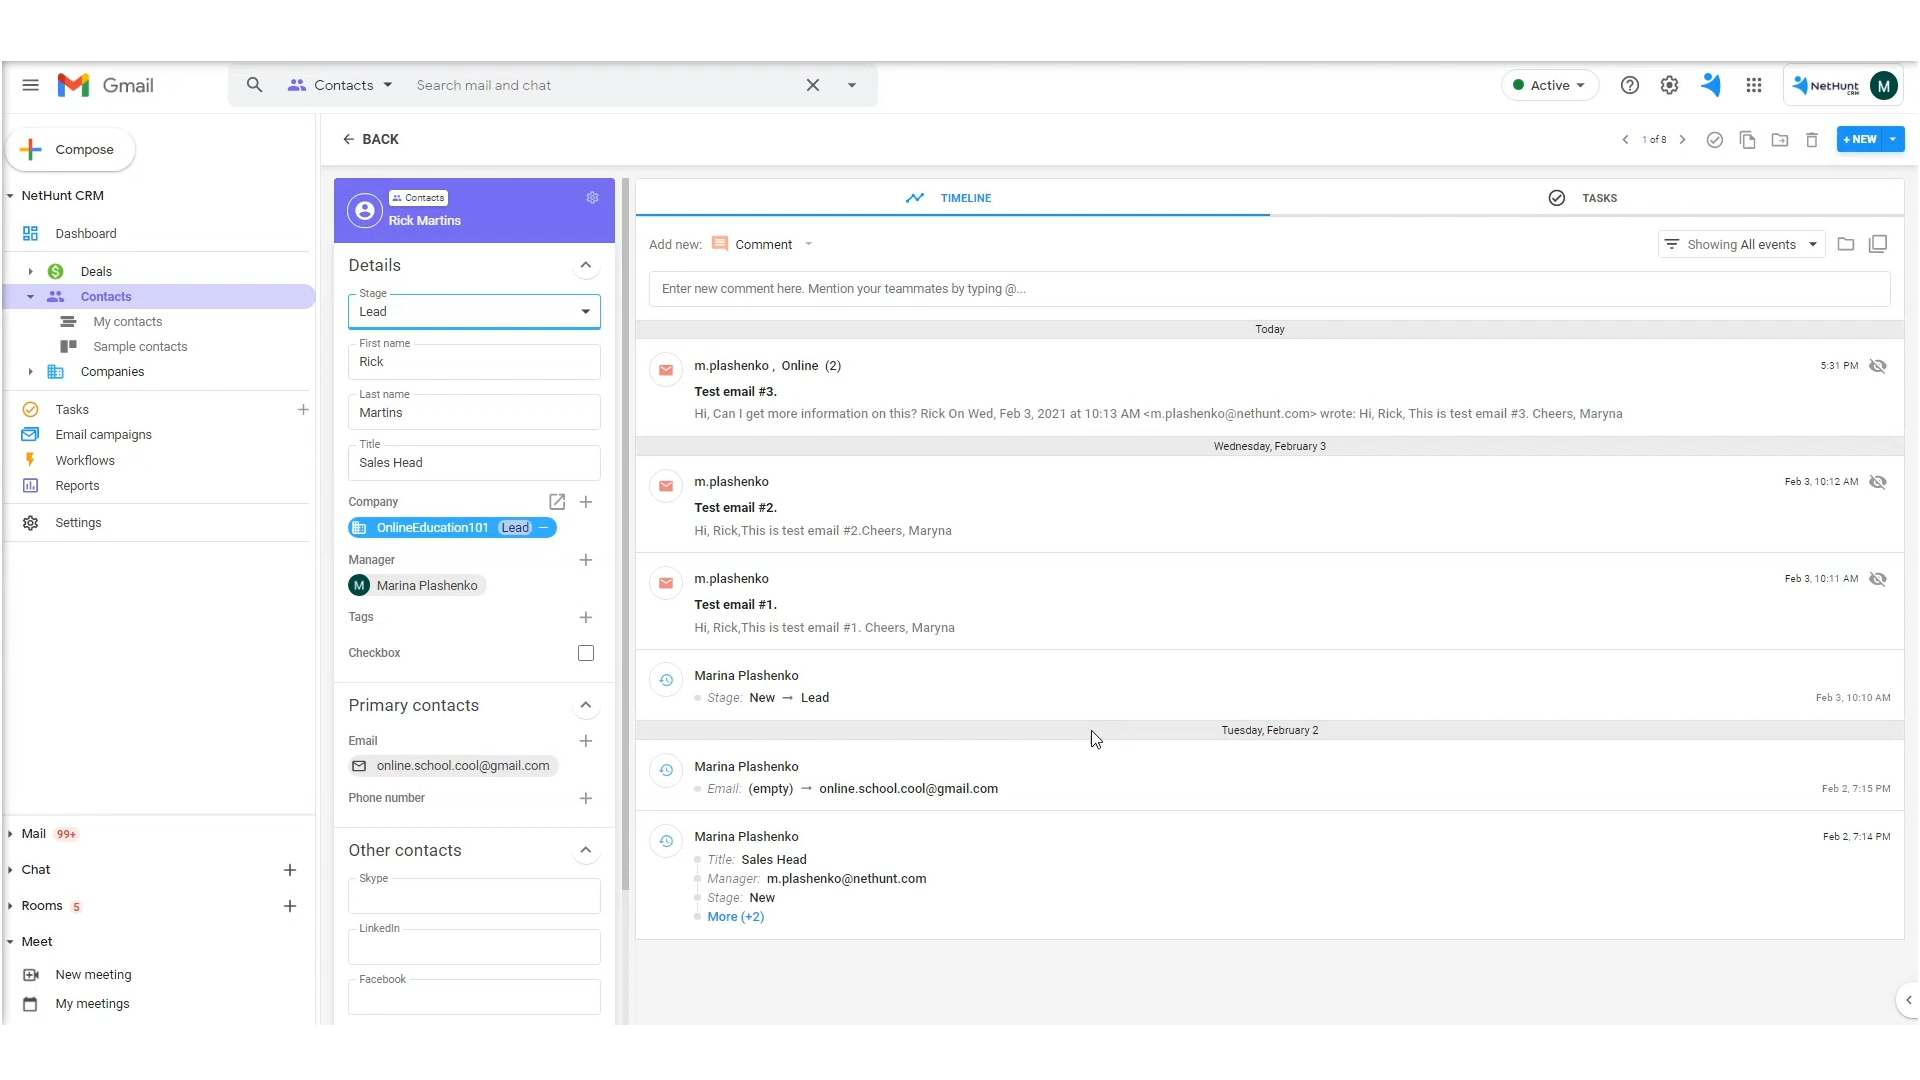 Gmail
Contacts
Search mail and chat
Active
NetHunt
CRM
M
Compose
BACK
1 of 8
+ NEW
NetHunt CRM
Dashboard
Deals
Contacts
My contacts
Sample contacts
Companies
Tasks
Email campaigns
Workflows
Reports
Settings
Mail 99+
Chat
Rooms 5
Meet
New meeting
My meetings
Contacts
Rick Martins
Details
Stage
Lead
First name
Rick
Last name
Martins
Title
Sales Head
Company
OnlineEducation101 Lead
Manager
M Marina Plashenko
Tags
Checkbox
Primary contacts
Email
online.school.cool@gmail.com
Phone number
Other contacts
Skype
LinkedIn
Facebook
TIMELINE
TASKS
Add new: Comment
Showing All events
Enter new comment here. Mention your teammates by typing @...
Today
m.plashenko , Online (2)
5:31 PM
Test email #3.
Hi, Can I get more information on this? Rick On Wed, Feb 3, 2021 at 10:13 AM <m.plashenko@nethunt.com> wrote: Hi, Rick, This is test email #3. Cheers, Maryna
Wednesday, February 3
m.plashenko
Feb 3, 10:12 AM
Test email #2.
Hi, Rick,This is test email #2.Cheers, Maryna
m.plashenko
Feb 3, 10:11 AM
Test email #1.
Hi, Rick,This is test email #1. Cheers, Maryna
Marina Plashenko
Stage: New → Lead
Feb 3, 10:10 AM
Tuesday, February 2
Marina Plashenko
Email: (empty) → online.school.cool@gmail.com
Feb 2, 7:15 PM
Marina Plashenko
Feb 2, 7:14 PM
Title: Sales Head
Manager: m.plashenko@nethunt.com
Stage: New
More (+2)